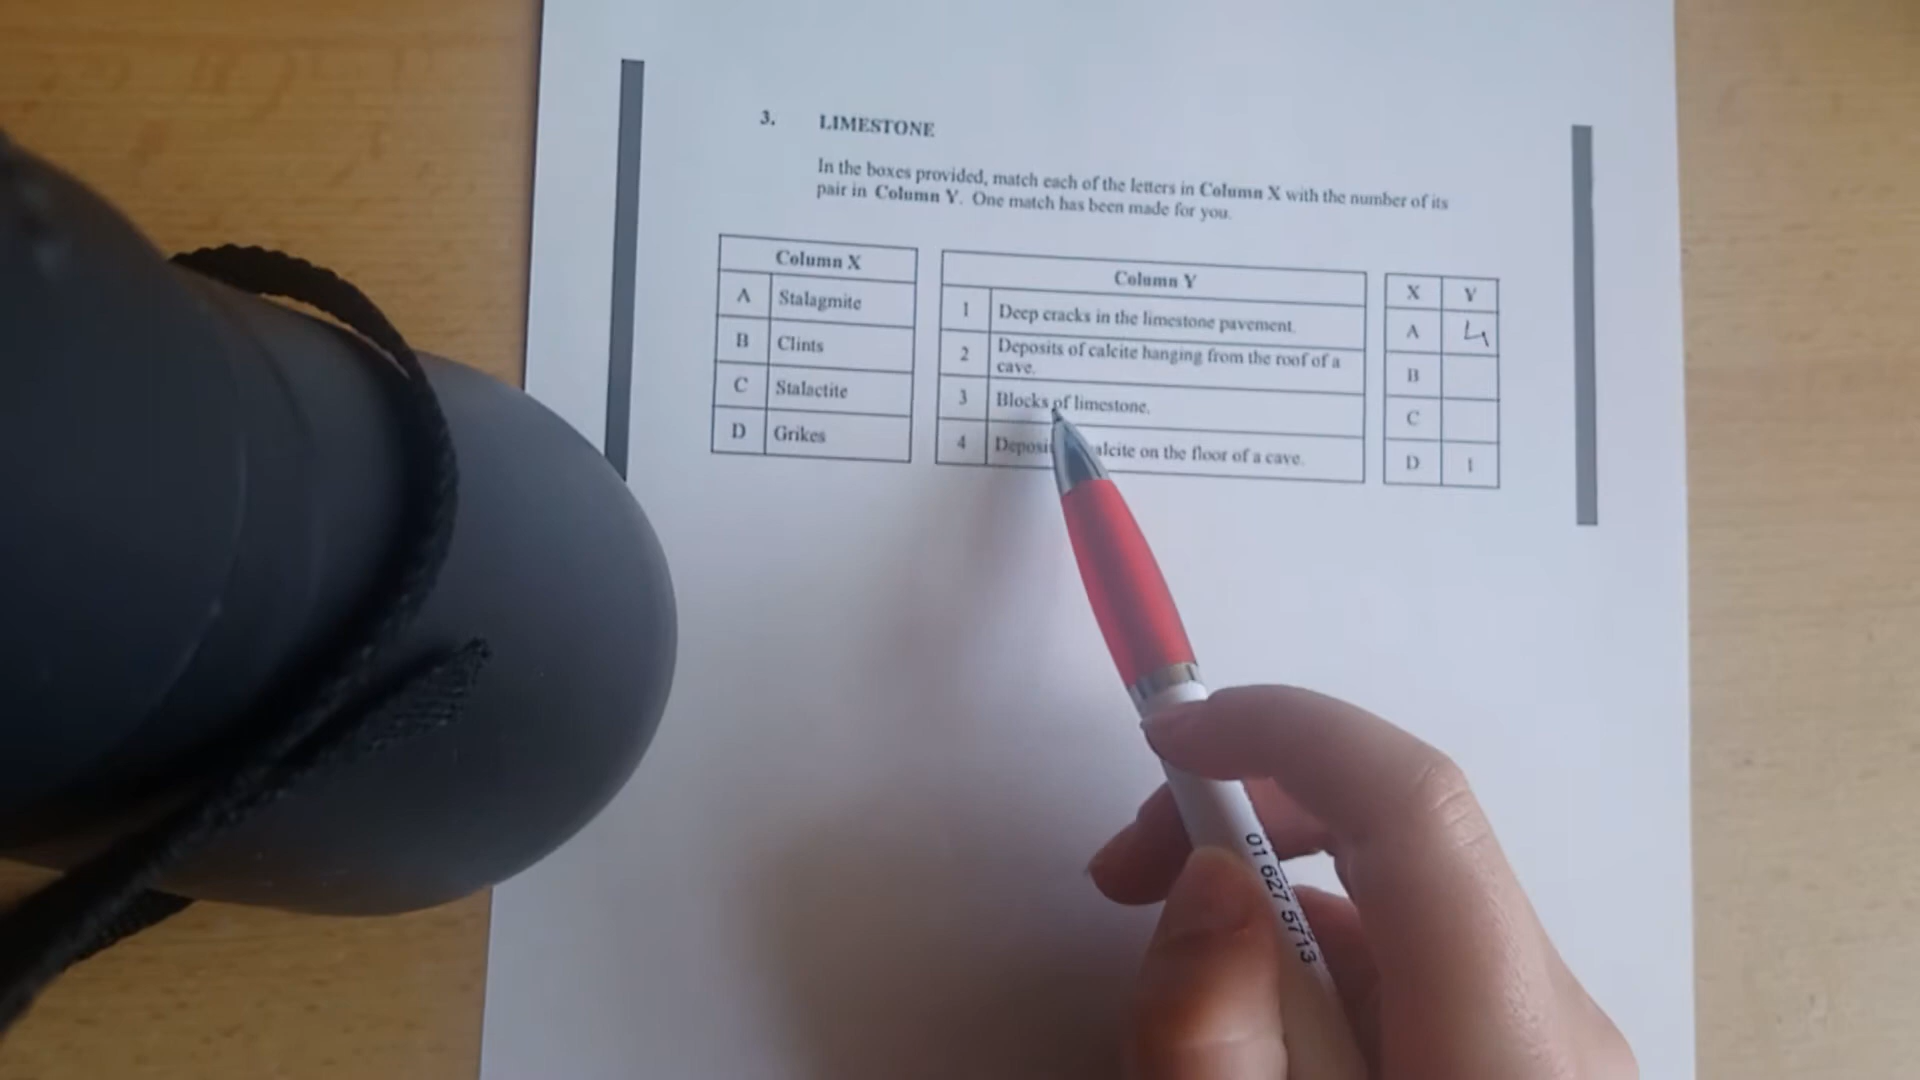 3. LIMESTONE
In the boxes provided, match each of the letters in Column X with the number of its
pair in Column Y. One match has been made for you.
Column X
A Stalagmite
B Clints
C Stalactite
D Grikes
Column Y
1 Deep cracks in the limestone pavement.
2 Deposits of calcite hanging from the roof of a
cave.
3 Blocks of limestone.
4 on the floor of a cave.
X Y
A 4
B
C
D 1
01 627 5713